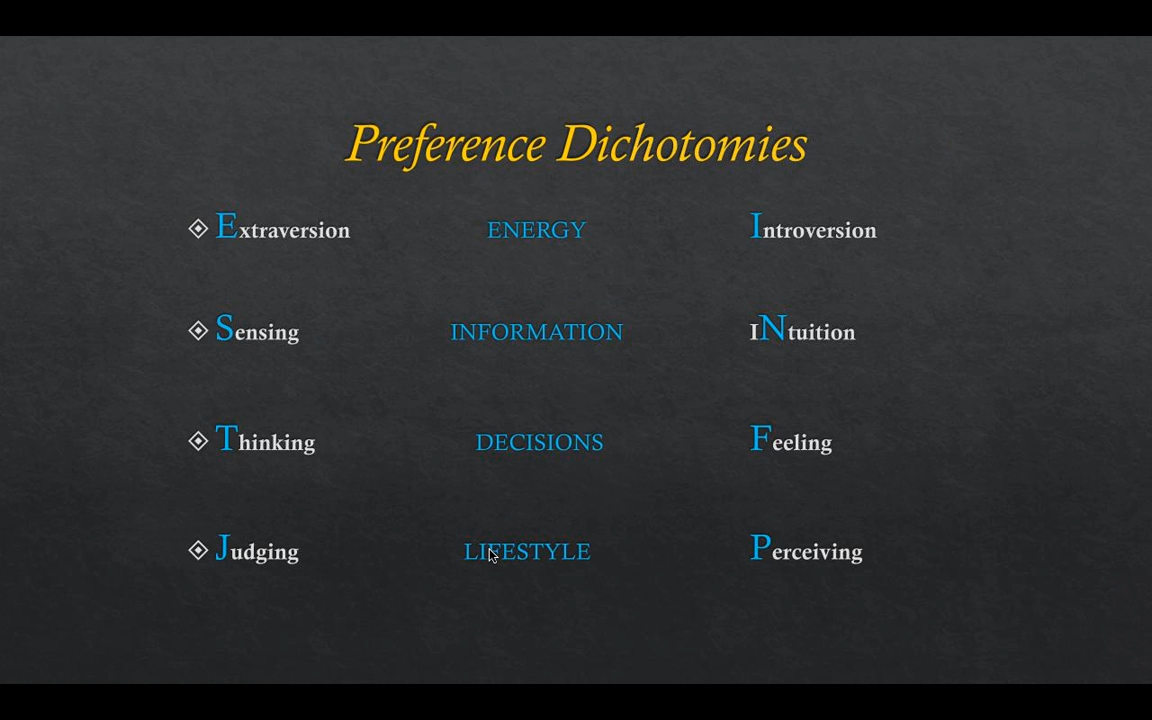 Preference Dichotomies
Extraversion ENERGY Introversion
Sensing INFORMATION INtuition
Thinking DECISIONS Feeling
Judging LIFESTYLE Perceiving